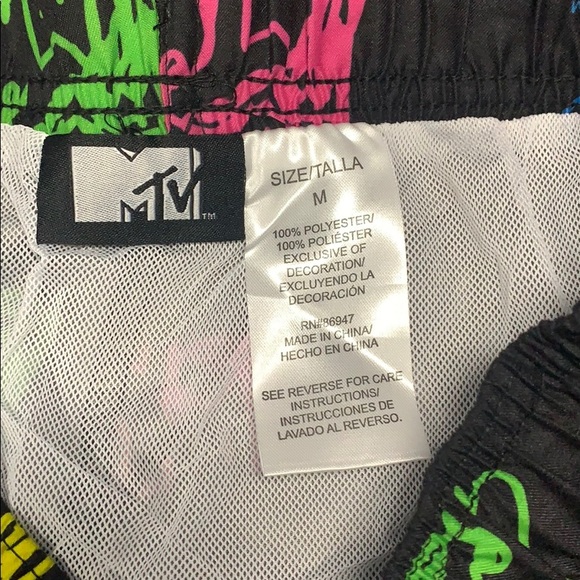 MTV
TM
SIZE/TALLA
M
100% POLYESTER/
100% POLIÉSTER
EXCLUSIVE OF
DECORATION/
EXCLUYENDO LA
DECORACIÓN
RN#86947
MADE IN CHINA/
HECHO EN CHINA
SEE REVERSE FOR CARE
INSTRUCTIONS/
INSTRUCCIONES DE
LAVADO AL REVERSO.